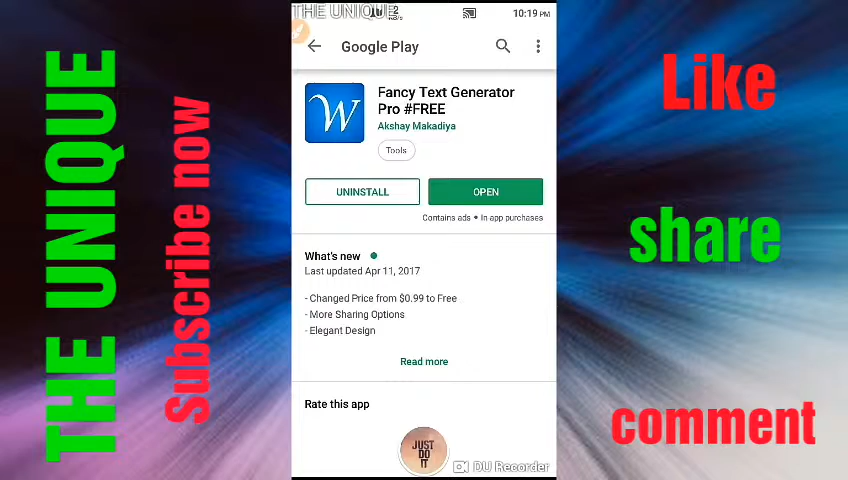 THE UNIQUE
Subscribe now
THE UNIQUE
10:19 PM
Google Play
W
Fancy Text Generator
Pro #FREE
Akshay Makadiya
Tools
UNINSTALL
OPEN
Contains ads • In app purchases
What's new
Last updated Apr 11, 2017
- Changed Price from $0.99 to Free
- More Sharing Options
- Elegant Design
Read more
Rate this app
JUST
DO IT
DU Recorder
Like
share
comment